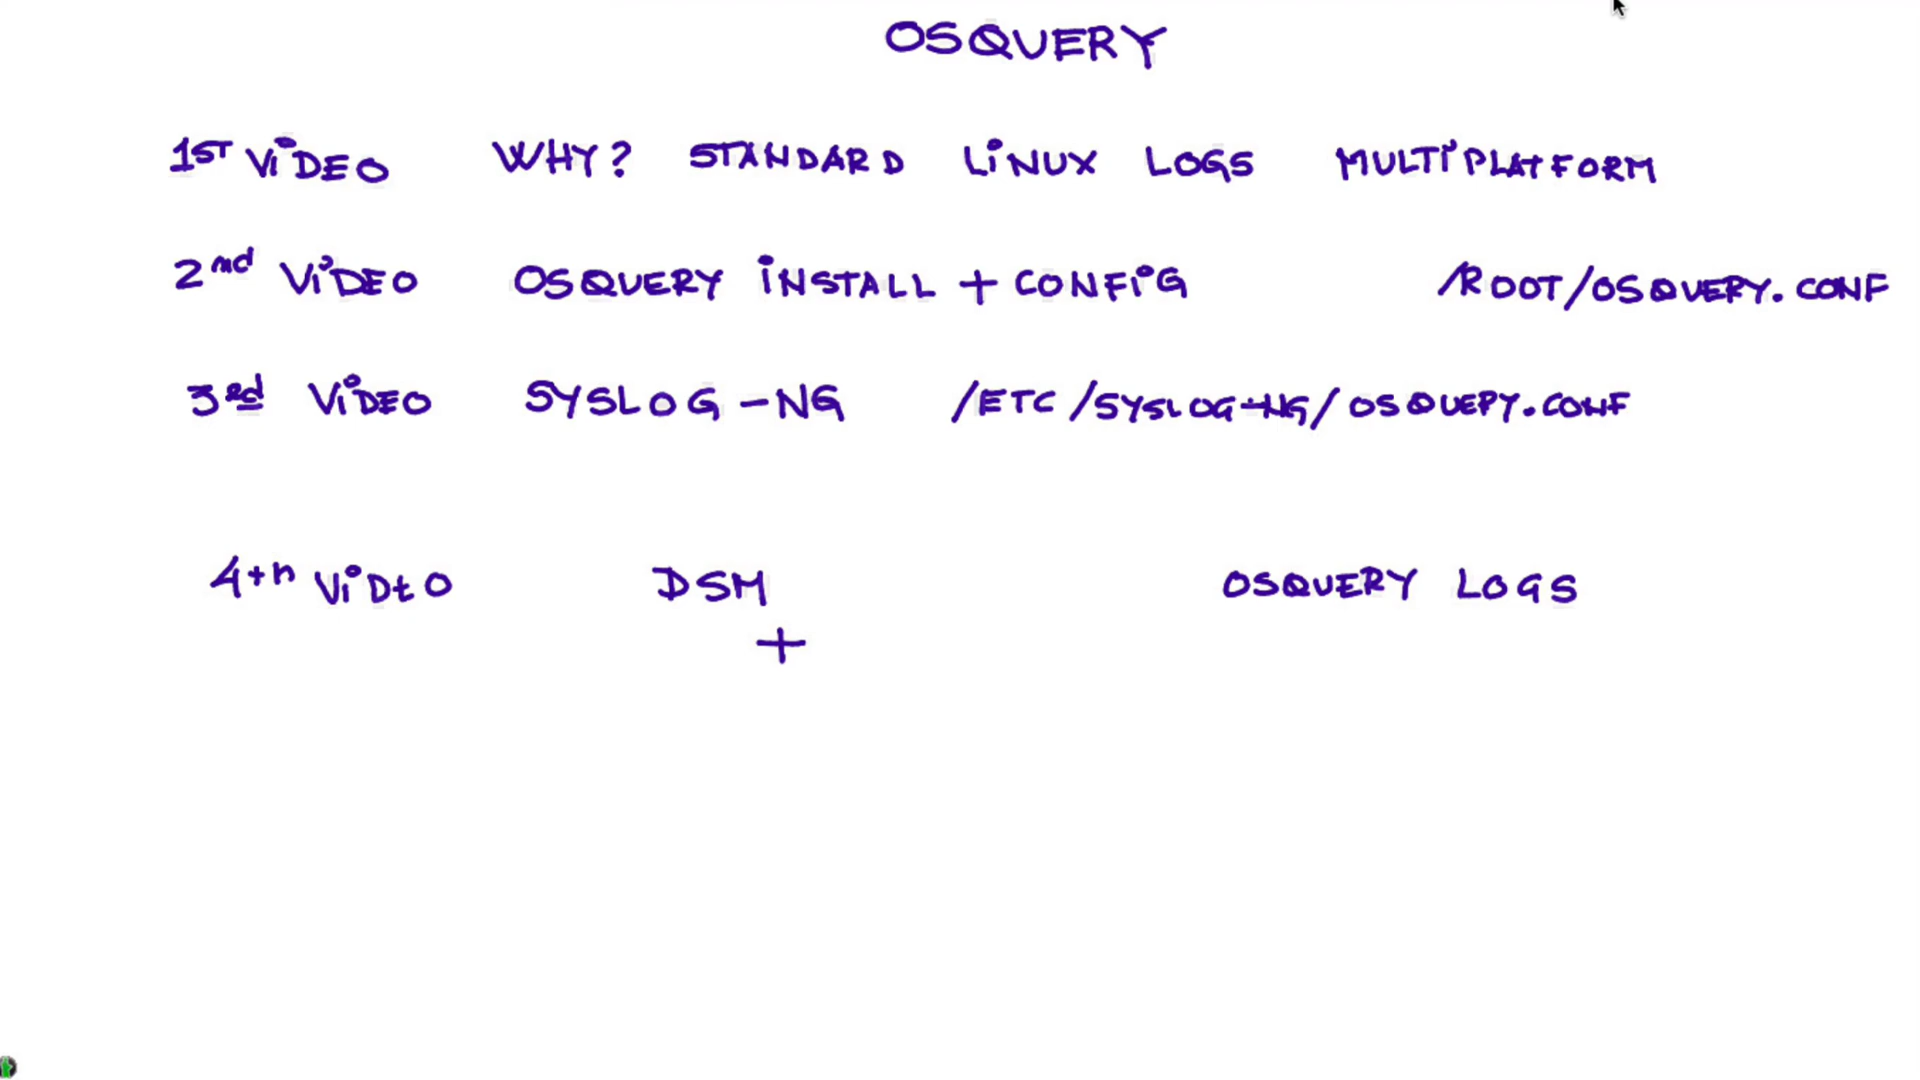 OSQUERY
1ST ViDEO WHY? STANDARD LiNUX LOGS MULTiPLATFORM
2nd ViDEO OSQUERY iNSTALL + CONFiG /ROOT/OSQUERY.CONF
3rd ViDEO SYSLOG-NG /ETC/SYSLOG-NG/OSQUERY.CONF
4th ViDEO DSM OSQUERY LOGS
+